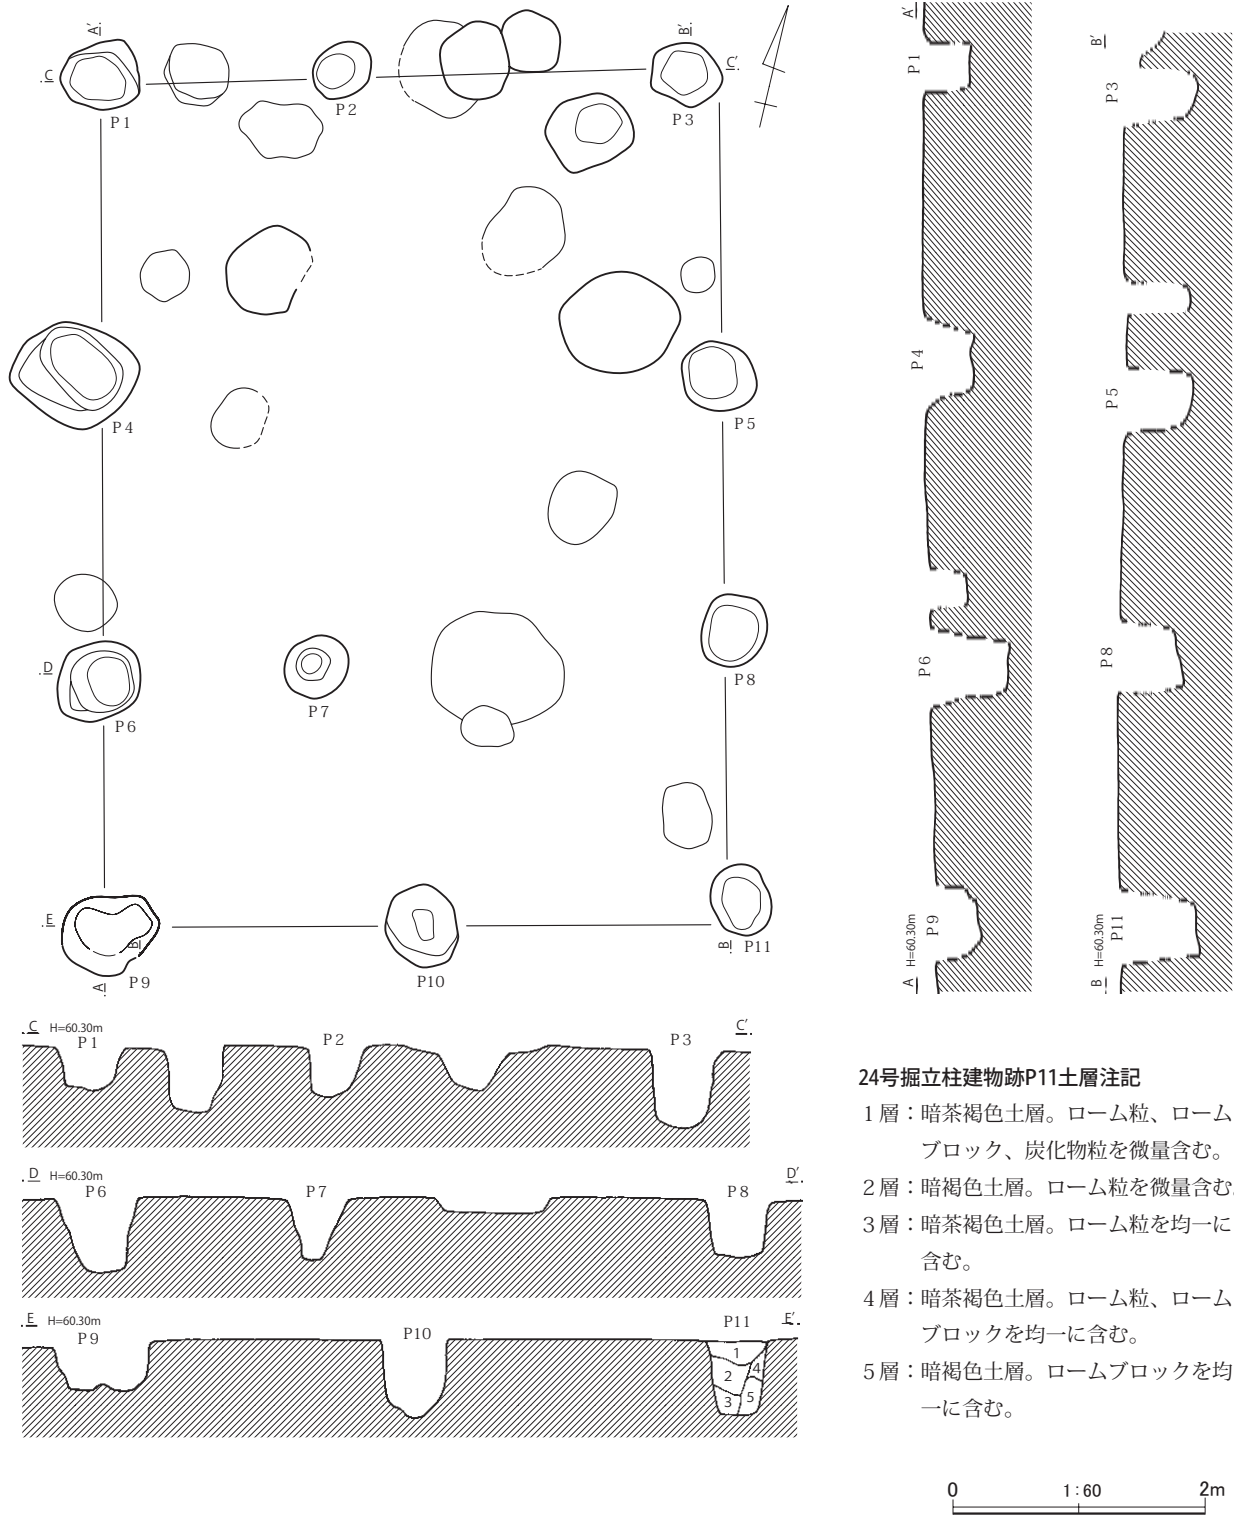 A′
B′
C
C′
P1
P2
P3
P4
P5
D
P6
P7
P8
E
B
A
P9
P10
B
P11
A′
P1
P4
P6
P9
A H=60.30m
B′
P3
P5
P8
P11
B H=60.30m
C H=60.30m
C′
P1
P2
P3
D H=60.30m
D′
P6
P7
P8
E H=60.30m
E′
P9
P10
P11
1
2
4
3
5
24号掘立柱建物跡P11土層注記
1層：暗茶褐色土層。ローム粒、ローム
ブロック、炭化物粒を微量含む。
2層：暗褐色土層。ローム粒を微量含む。
3層：暗茶褐色土層。ローム粒を均一に
含む。
4層：暗茶褐色土層。ローム粒、ローム
ブロックを均一に含む。
5層：暗褐色土層。ロームブロックを均
一に含む。
0 1:60 2m